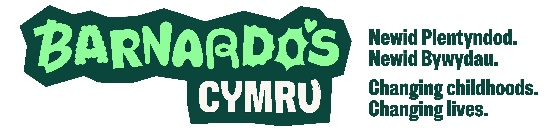 BARNARDO'S
CYMRU
Newid Plentyndod.
Newid Bywydau.
Changing childhoods.
Changing lives.